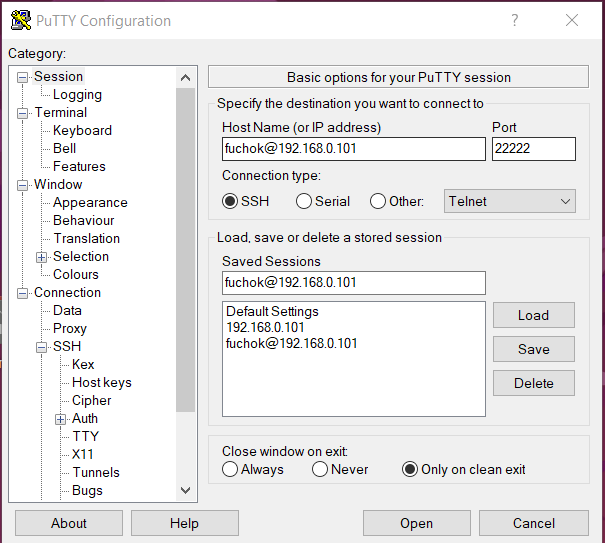 PuTTY Configuration
?
Category:
Session
Logging
Terminal
Keyboard
Bell
Features
Window
Appearance
Behaviour
Translation
Selection
Colours
Connection
Data
Proxy
SSH
Kex
Host keys
Cipher
Auth
TTY
X11
Tunnels
Bugs
Basic options for your PuTTY session
Specify the destination you want to connect to
Host Name (or IP address) Port
fuchok@192.168.0.101 22222
Connection type:
SSH Serial Other: Telnet
Load, save or delete a stored session
Saved Sessions
fuchok@192.168.0.101
Default Settings
192.168.0.101
fuchok@192.168.0.101
Load
Save
Delete
Close window on exit:
Always Never Only on clean exit
About Help Open Cancel